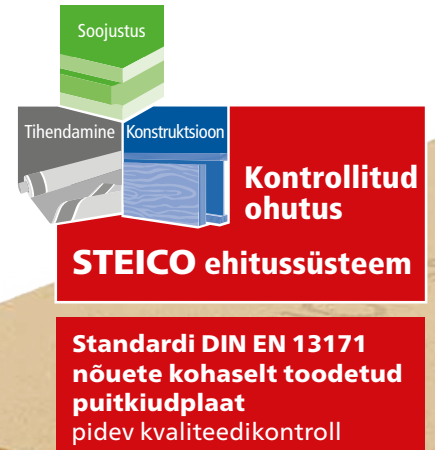 Soojustus
Tihendamine
Konstruktsioon
Kontrollitud
ohutus
STEICO ehitussüsteem
Standardi DIN EN 13171
nõuete kohaselt toodetud
puitkiudplaat
pidev kvaliteedikontroll